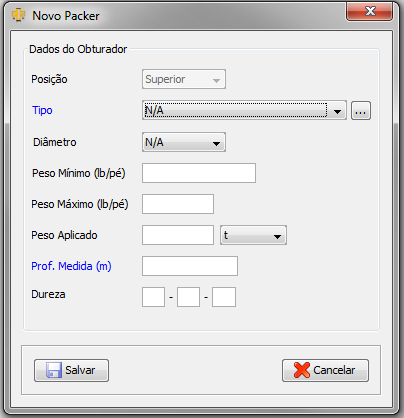 Novo Packer
Dados do Obturador
Posição Superior
Tipo N/A ...
Diâmetro N/A
Peso Mínimo (lb/pé)
Peso Máximo (lb/pé)
Peso Aplicado t
Prof. Medida (m)
Dureza - -
Salvar Cancelar